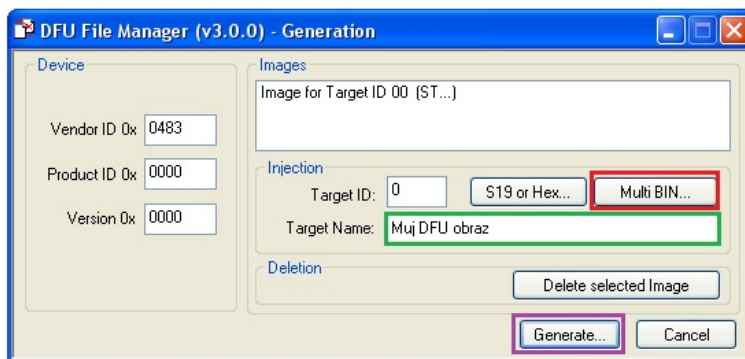 DFU File Manager (v3.0.0) - Generation
Device
Vendor ID 0x 0483
Product ID 0x 0000
Version 0x 0000
Images
Image for Target ID 00 (ST...)
Injection
Target ID: 0 S19 or Hex... Multi BIN...
Target Name: Muj DFU obraz
Deletion
Delete selected Image
Generate... Cancel